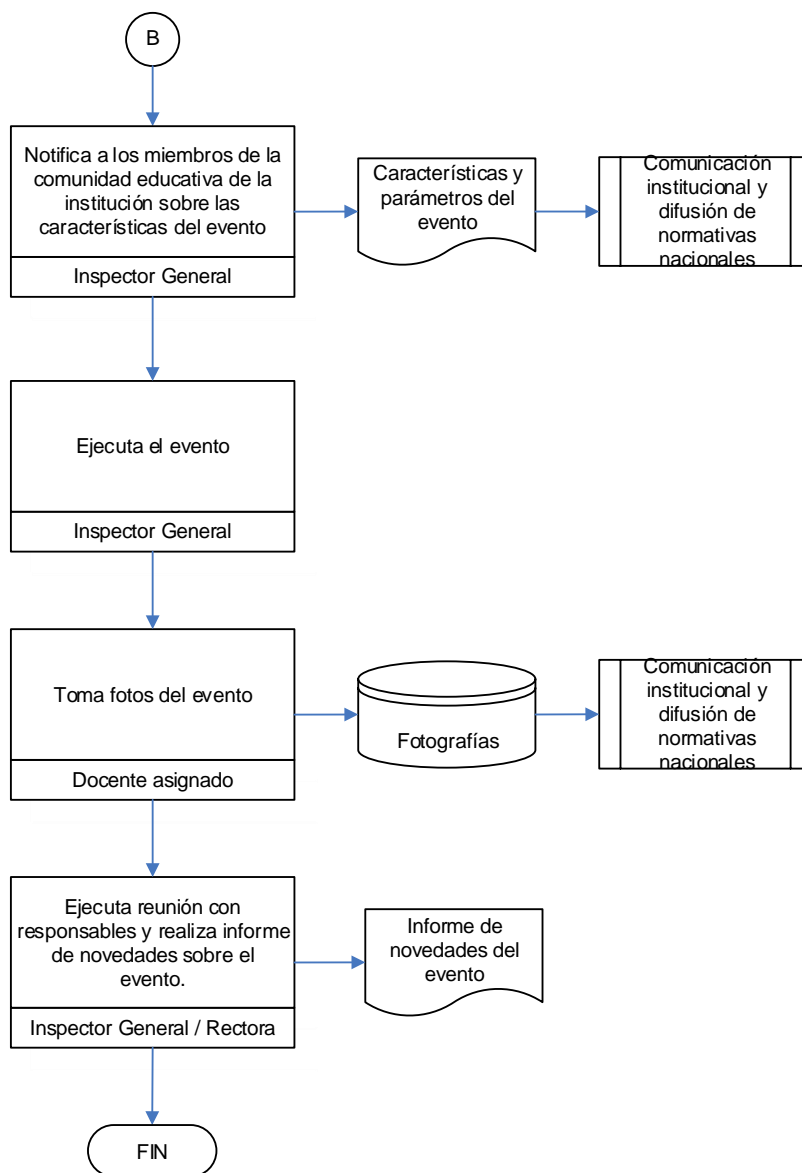 B
Notifica a los miembros de la
comunidad educativa de la
institución sobre las
características del evento
Inspector General
Características y
parámetros del
evento
Comunicación
institucional y
difusión de
normativas
nacionales
Ejecuta el evento
Inspector General
Toma fotos del evento
Docente asignado
Fotografías
Comunicación
institucional y
difusión de
normativas
nacionales
Ejecuta reunión con
responsables y realiza informe
de novedades sobre el
evento.
Inspector General / Rectora
Informe de
novedades del
evento
FIN